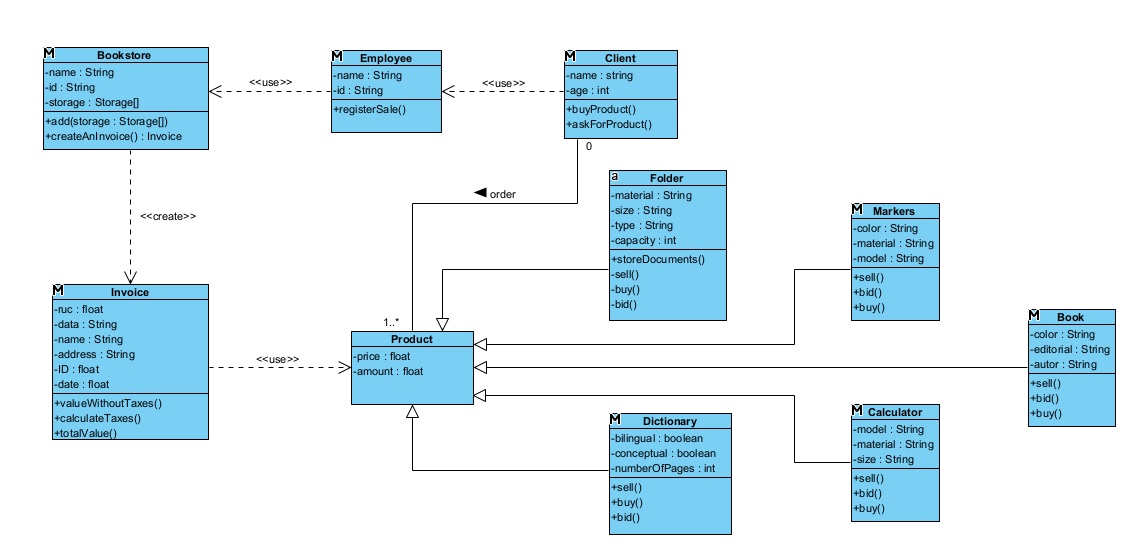 M
Bookstore
-name : String
-id : String
-storage : Storage[]
+add(storage : Storage[])
+createAnInvoice() : Invoice
<<use>>
M
Employee
-name : String
-id : String
+registerSale()
<<use>>
M
Client
-name : string
-age : int
+buyProduct()
+askForProduct()
0
order
1..*
<<create>>
a
Folder
-material : String
-size : String
-type : String
-capacity : int
+storeDocuments()
-sell()
-buy()
-bid()
M
Markers
-color : String
-material : String
-model : String
+sell()
+bid()
+buy()
M
Invoice
-ruc : float
-data : String
-name : String
-address : String
-ID : float
-date : float
+valueWithoutTaxes()
+calculateTaxes()
+totalValue()
<<use>>
Product
-price : float
-amount : float
M
Book
-color : String
-editorial : String
-autor : String
+sell()
+bid()
+buy()
M
Dictionary
-bilingual : boolean
-conceptual : boolean
-numberOfPages : int
+sell()
+buy()
+bid()
M
Calculator
-model : String
-material : String
-size : String
+sell()
+bid()
+buy()